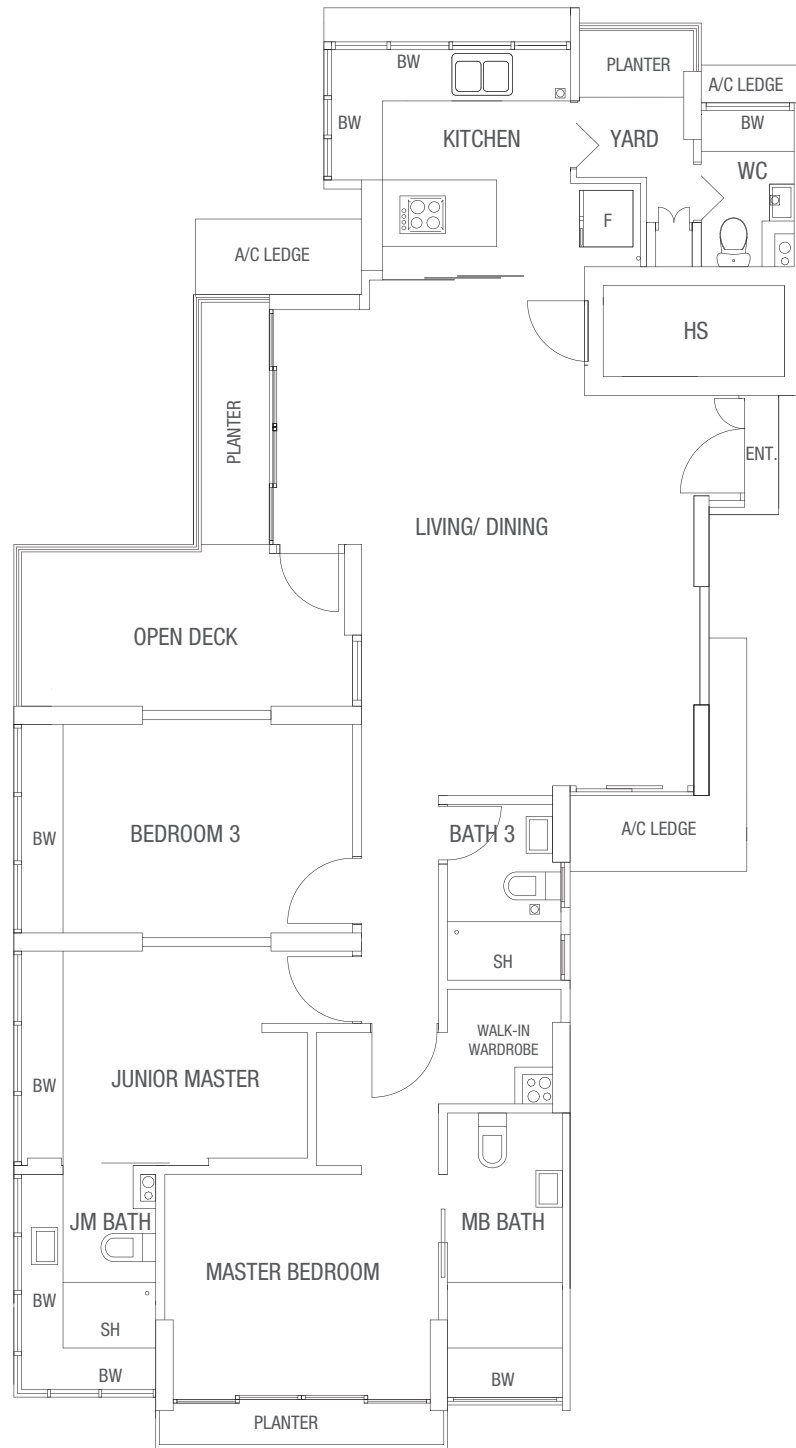 BW
PLANTER
A/C LEDGE
BW
KITCHEN
YARD
BW
WC
F
A/C LEDGE
HS
PLANTER
ENT.
LIVING/ DINING
OPEN DECK
BW
BEDROOM 3
BATH 3
A/C LEDGE
SH
WALK-IN
WARDROBE
BW
JUNIOR MASTER
JM BATH
MB BATH
MASTER BEDROOM
BW
SH
BW
BW
PLANTER